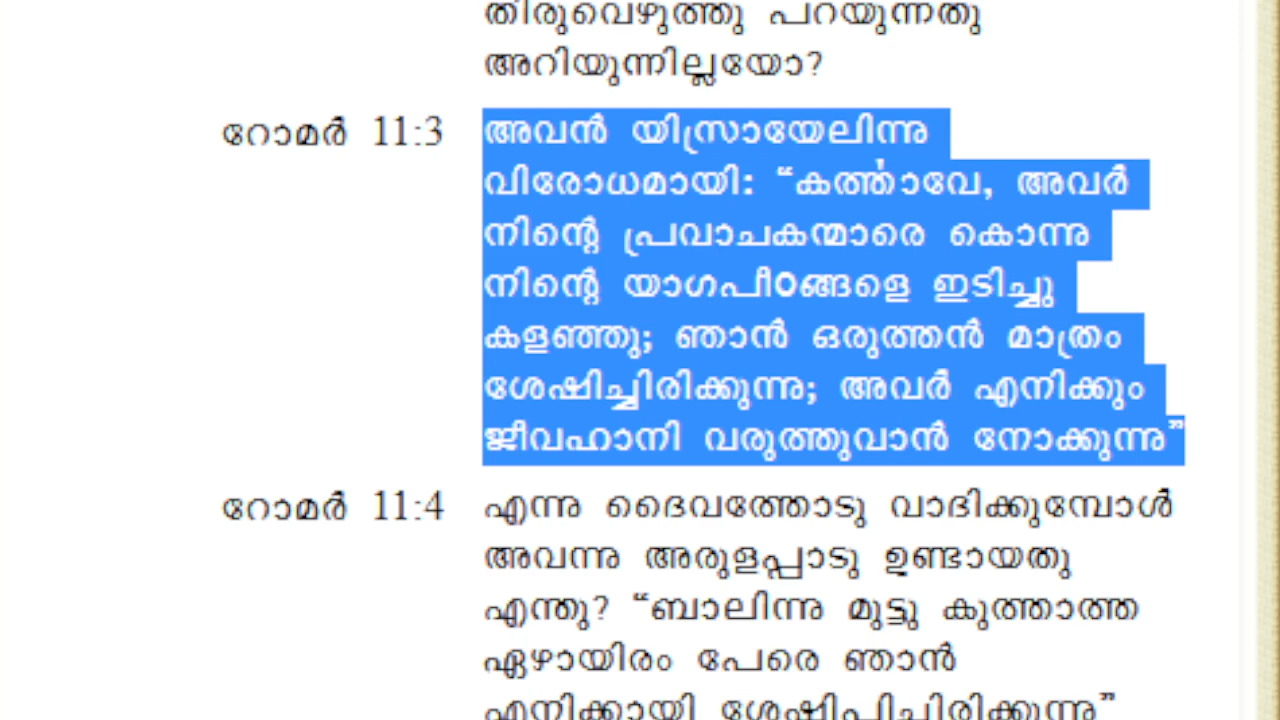 തിരുവെഴുത്തു പറയുന്നതു
അറിയുന്നില്ലയോ?
റോമർ 11:3 അവൻ യിസ്രായേലിന്നു
വിരോധമായി: “കർത്താവേ, അവർ
നിന്റെ പ്രവാചകന്മാരെ കൊന്നു
നിന്റെ യാഗപീഠങ്ങളെ ഇടിച്ചു
കളഞ്ഞു; ഞാൻ ഒരുത്തൻ മാത്രം
ശേഷിച്ചിരിക്കുന്നു; അവർ എനിക്കും
ജീവഹാനി വരുത്തുവാൻ നോക്കുന്നു”
റോമർ 11:4 എന്നു ദൈവത്തോടു വാദിക്കുമ്പോൾ
അവന്നു അരുളപ്പാടു ഉണ്ടായതു
എന്തു? “ബാലിന്നു മുട്ടു കുത്താത്ത
ഏഴായിരം പേരെ ഞാൻ
എനിക്കായി ശേഷിപ്പിച്ചിരിക്കുന്നു”